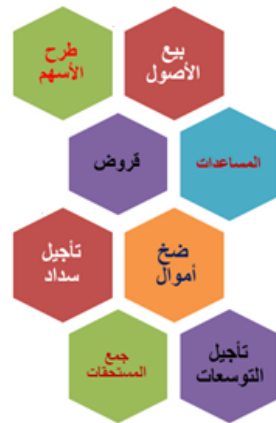 بيع
الأصول
طرح
الأسهم
المساعدات
قروض
ضخ
أموال
تأجيل
سداد
تأجيل
التوسعات
جمع
المستحقات